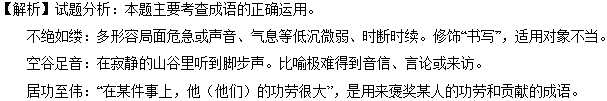 【解析】试题分析：本题主要考查成语的正确运用。
不绝如缕：多形容局面危急或声音、气息等低沉微弱、时断时续。修饰“书写”，适用对象不当。
空谷足音：在寂静的山谷里听到脚步声。比喻极难得到音信、言论或来访。
居功至伟：“在某件事上，他（他们）的功劳很大”，是用来褒奖某人的功劳和贡献的成语。